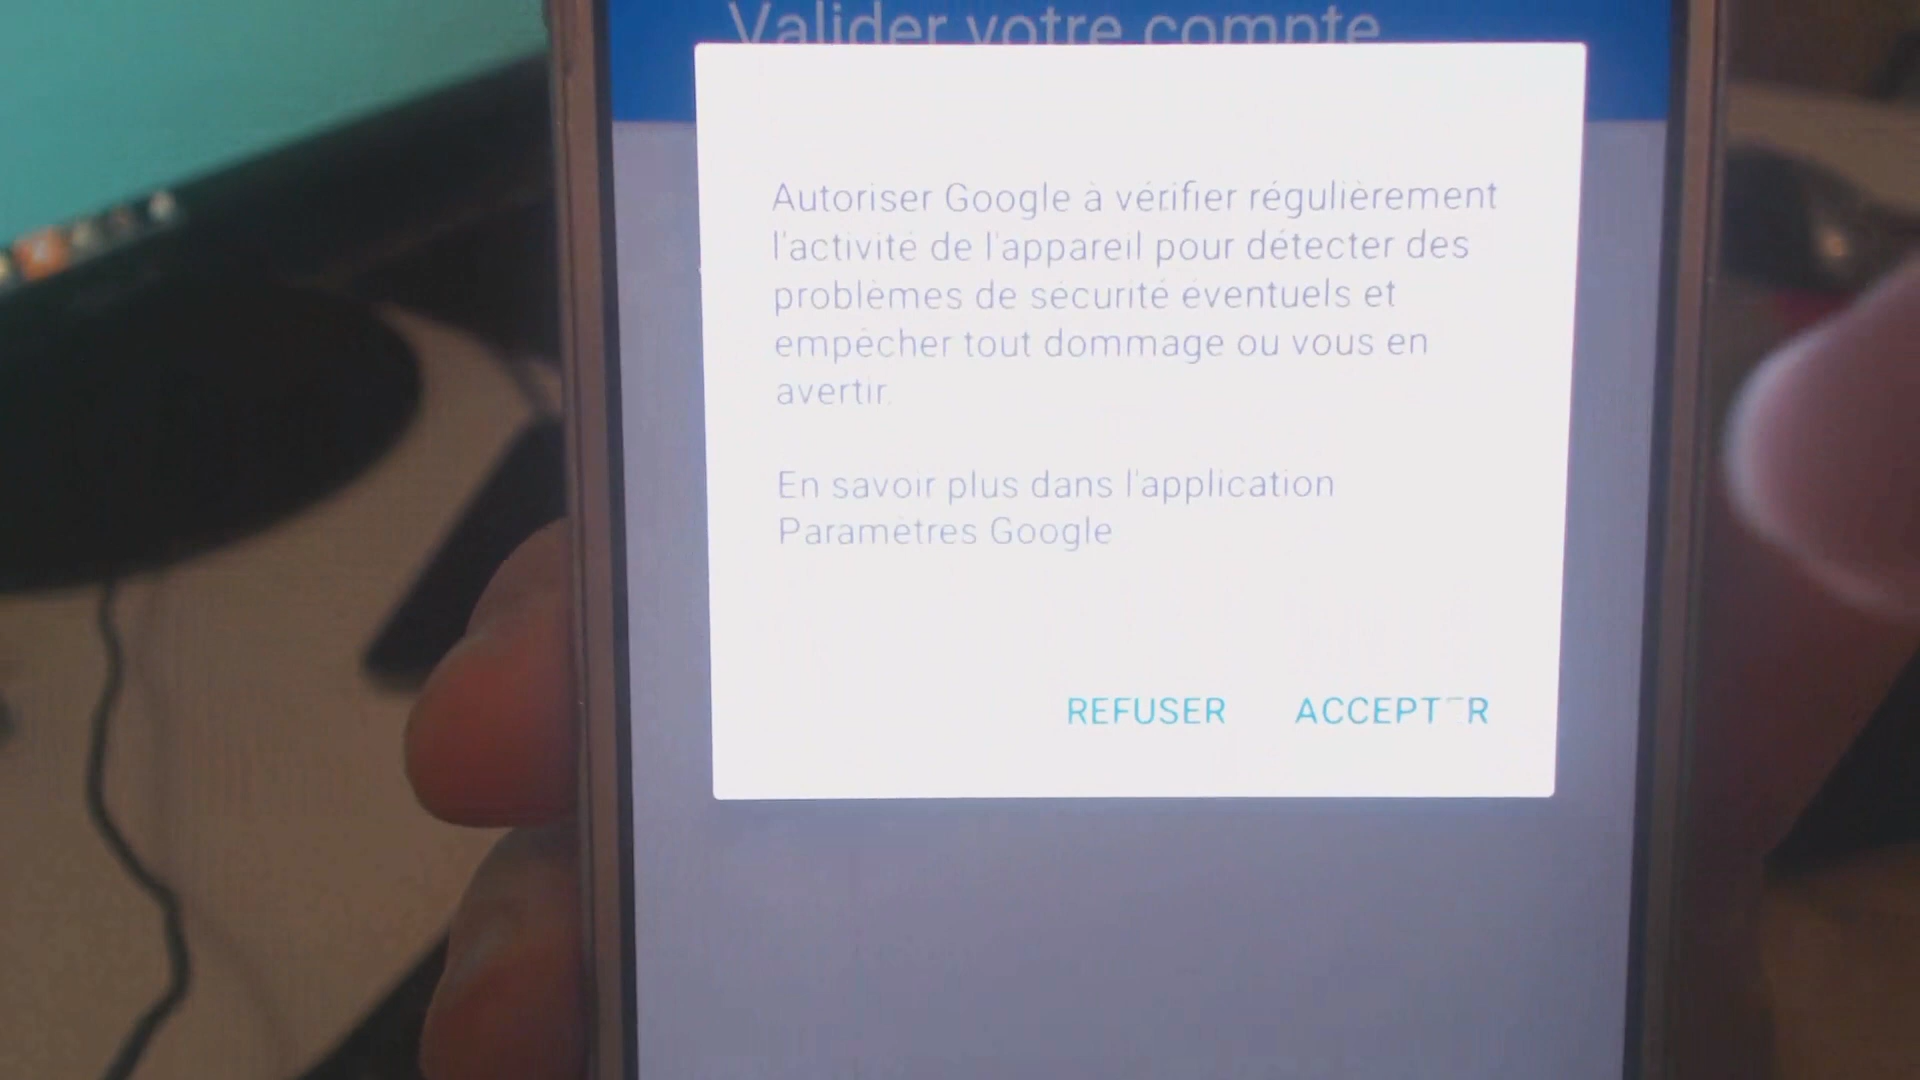 Valider votre compte
Autoriser Google à vérifier régulièrement
l'activité de l'appareil pour détecter des
problèmes de sécurité éventuels et
empêcher tout dommage ou vous en
avertir.
En savoir plus dans l'application
Paramètres Google
REFUSER ACCEPTER